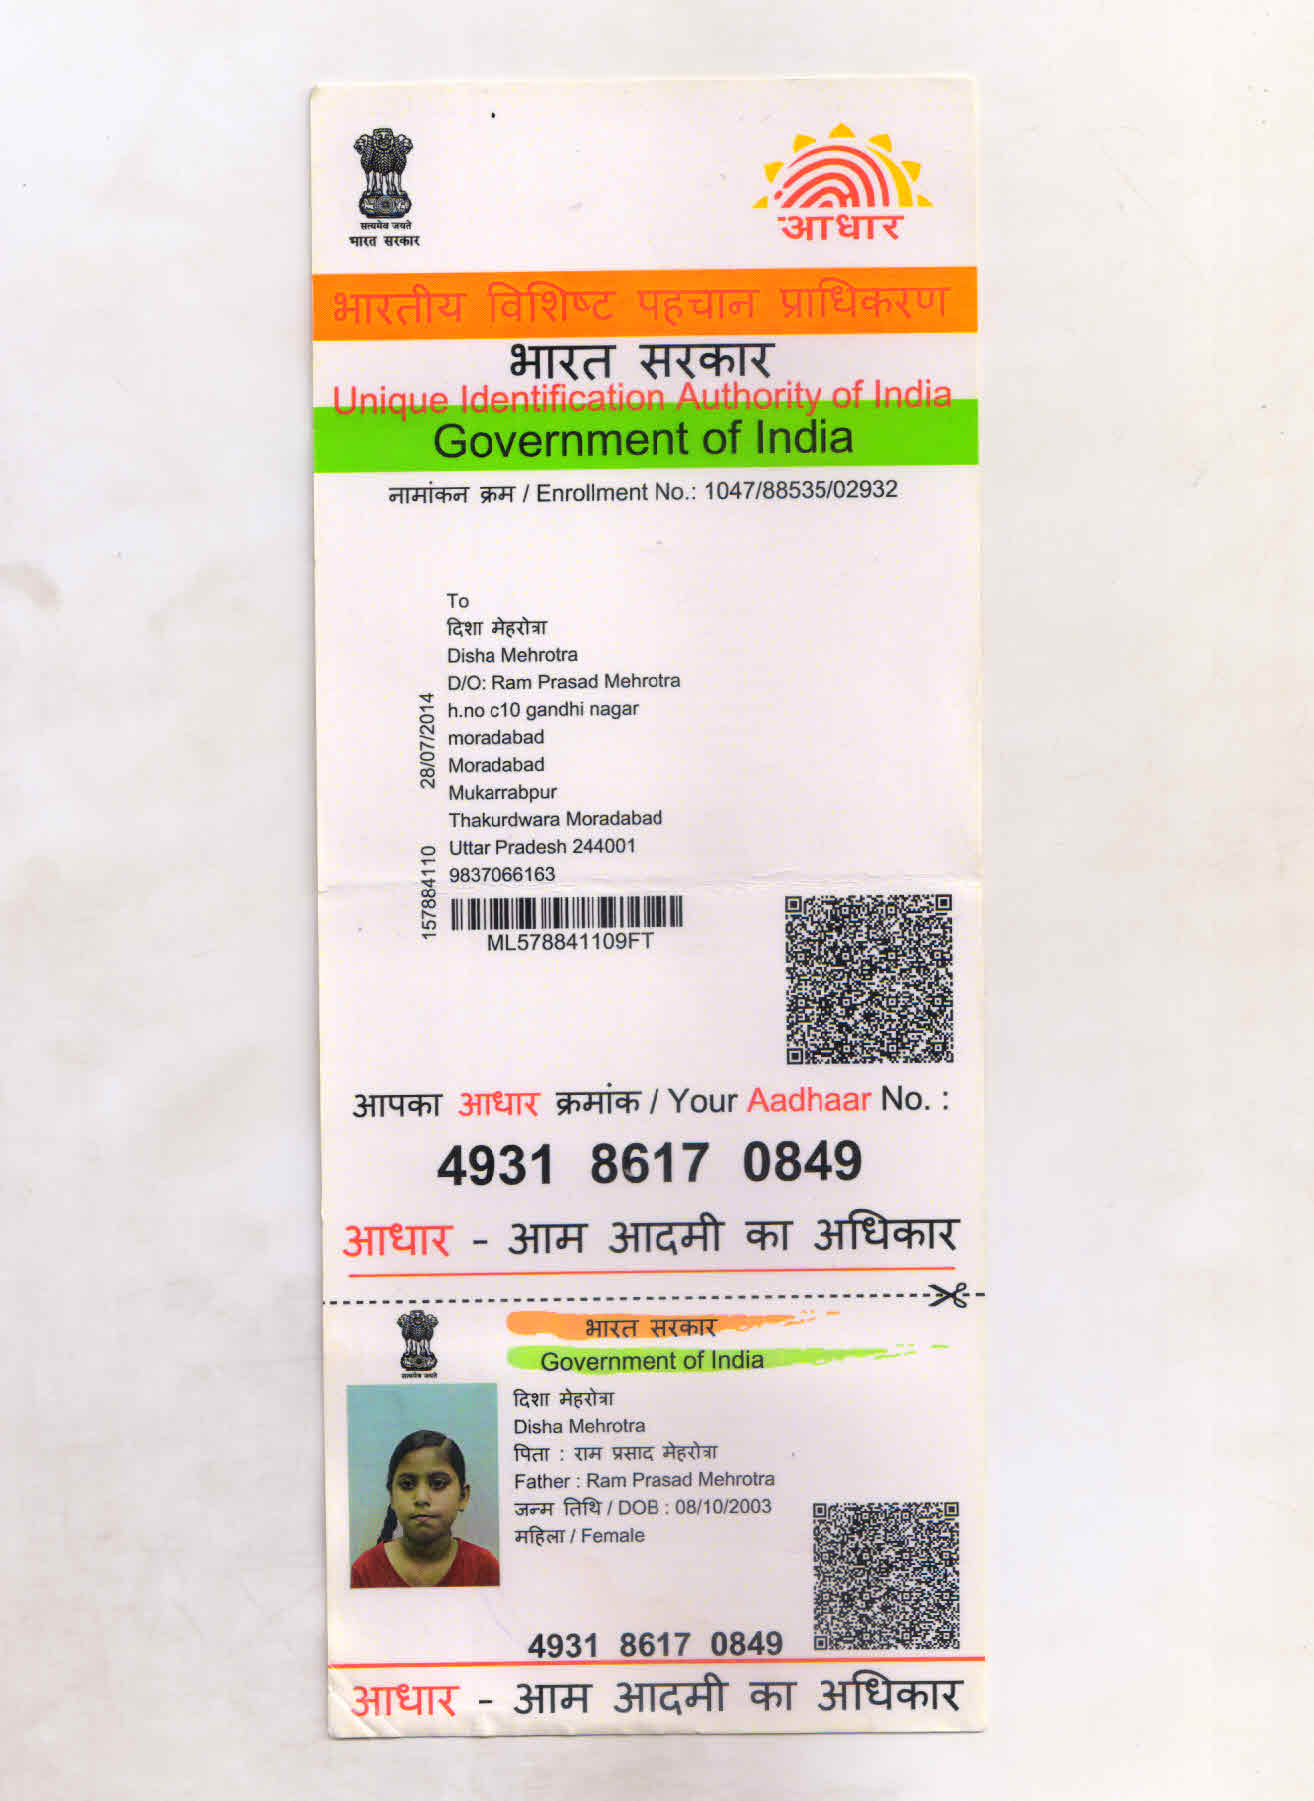 सत्यमेव जयते
भारत सरकार
आधार
भारतीय विशिष्ट पहचान प्राधिकरण
भारत सरकार
Unique Identification Authority of India
Government of India
नामांकन क्रम / Enrollment No.: 1047/88535/02932
To
दिशा मेहरोत्रा
Disha Mehrotra
D/O: Ram Prasad Mehrotra
h.no c10 gandhi nagar
moradabad
Moradabad
Mukarrabpur
Thakurdwara Moradabad
Uttar Pradesh 244001
9837066163
28/07/2014
157884110
ML578841109FT
आपका आधार क्रमांक / Your Aadhaar No. :
4931 8617 0849
आधार - आम आदमी का अधिकार
सत्यमेव जयते
भारत सरकार
Government of India
दिशा मेहरोत्रा
Disha Mehrotra
पिता : राम प्रसाद मेहरोत्रा
Father : Ram Prasad Mehrotra
जन्म तिथि / DOB : 08/10/2003
महिला / Female
4931 8617 0849
आधार - आम आदमी का अधिकार